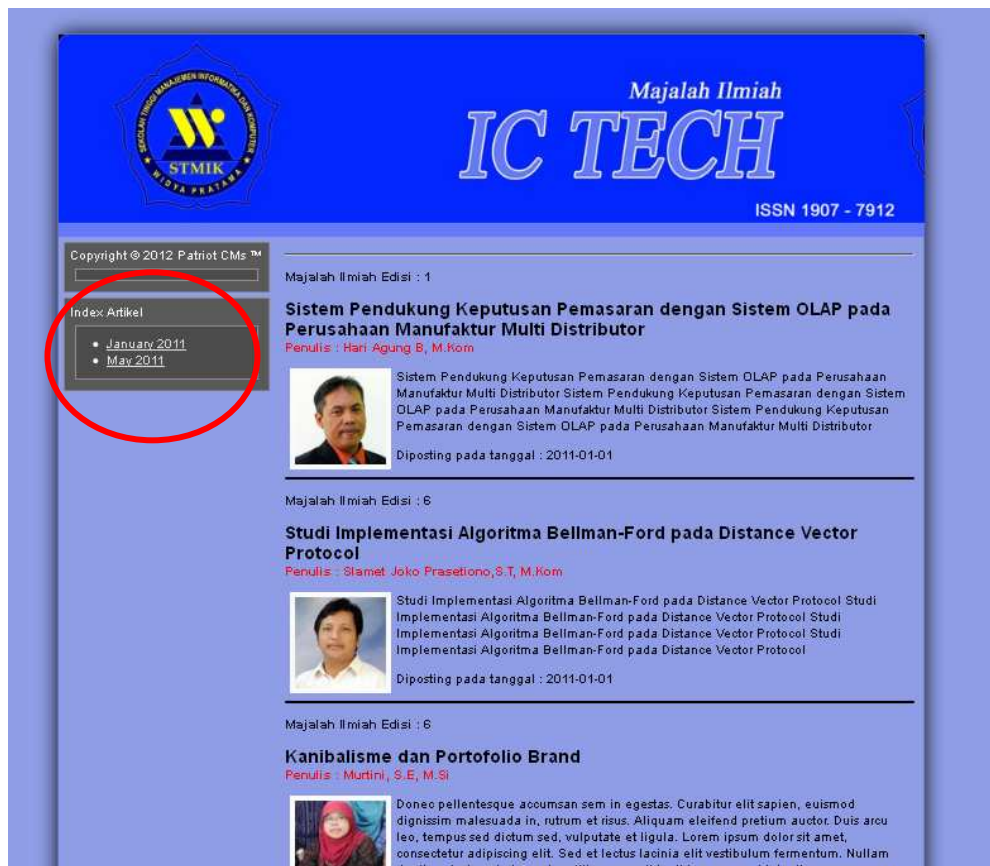 SEKOLAH TINGGI MANAJEMEN INFORMATIKA DAN KOMPUTER
STMIK
WIDYA PRATAMA
Majalah Ilmiah
IC TECH
ISSN 1907 - 7912
Copyright © 2012 Patriot CMs ™
Index Artikel
January 2011
May 2011
Majalah Ilmiah Edisi : 1
Sistem Pendukung Keputusan Pemasaran dengan Sistem OLAP pada
Perusahaan Manufaktur Multi Distributor
Penulis : Hari Agung B, M.Kom
Sistem Pendukung Keputusan Pemasaran dengan Sistem OLAP pada Perusahaan
Manufaktur Multi Distributor Sistem Pendukung Keputusan Pemasaran dengan Sistem
OLAP pada Perusahaan Manufaktur Multi Distributor Sistem Pendukung Keputusan
Pemasaran dengan Sistem OLAP pada Perusahaan Manufaktur Multi Distributor
Diposting pada tanggal : 2011-01-01
Majalah Ilmiah Edisi : 6
Studi Implementasi Algoritma Bellman-Ford pada Distance Vector
Protocol
Penulis : Slamet Joko Prasetiono,S.T, M.Kom
Studi Implementasi Algoritma Bellman-Ford pada Distance Vector Protocol Studi
Implementasi Algoritma Bellman-Ford pada Distance Vector Protocol Studi
Implementasi Algoritma Bellman-Ford pada Distance Vector Protocol Studi
Implementasi Algoritma Bellman-Ford pada Distance Vector Protocol
Diposting pada tanggal : 2011-01-01
Majalah Ilmiah Edisi : 6
Kanibalisme dan Portofolio Brand
Penulis : Murtini, S.E, M.Si
Donec pellentesque accumsan sem in egestas. Curabitur elit sapien, euismod
dignissim malesuada in, rutrum et risus. Aliquam eleifend pretium auctor. Duis arcu
leo, tempus sed dictum sed, vulputate et ligula. Lorem ipsum dolor sit amet,
consectetur adipiscing elit. Sed et lectus lacinia elit vestibulum fermentum. Nullam